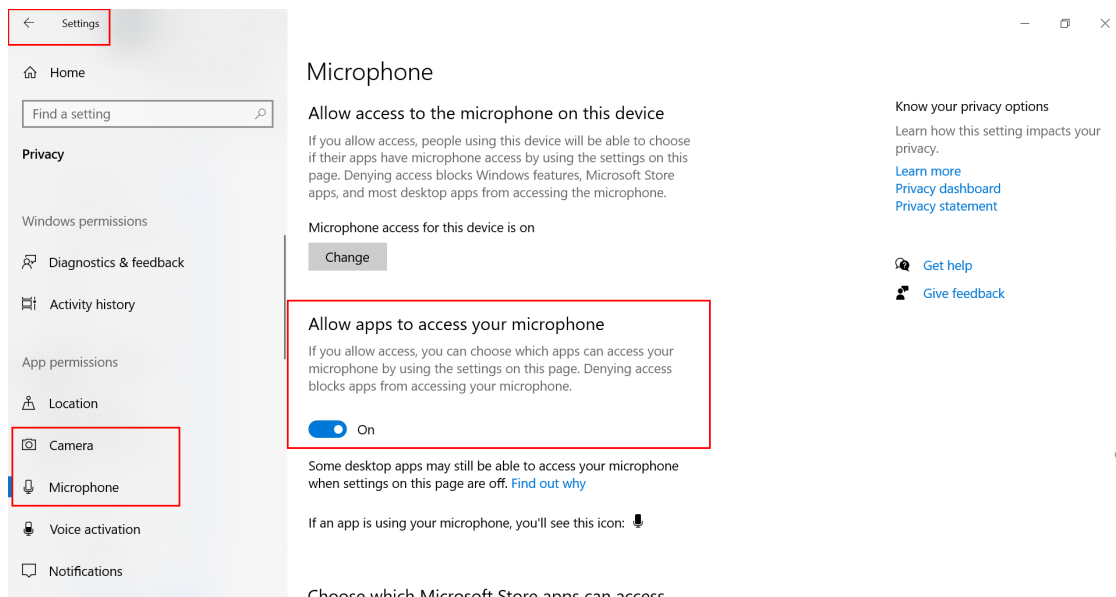 Settings
Home
Find a setting
Privacy
Windows permissions
Diagnostics & feedback
Activity history
App permissions
Location
Camera
Microphone
Voice activation
Notifications
Microphone
Allow access to the microphone on this device
If you allow access, people using this device will be able to choose
if their apps have microphone access by using the settings on this
page. Denying access blocks Windows features, Microsoft Store
apps, and most desktop apps from accessing the microphone.
Microphone access for this device is on
Change
Allow apps to access your microphone
If you allow access, you can choose which apps can access your
microphone by using the settings on this page. Denying access
blocks apps from accessing your microphone.
On
Some desktop apps may still be able to access your microphone
when settings on this page are off. Find out why
If an app is using your microphone, you'll see this icon:
Choose which Microsoft Store apps can access
Know your privacy options
Learn how this setting impacts your
privacy.
Learn more
Privacy dashboard
Privacy statement
Get help
Give feedback